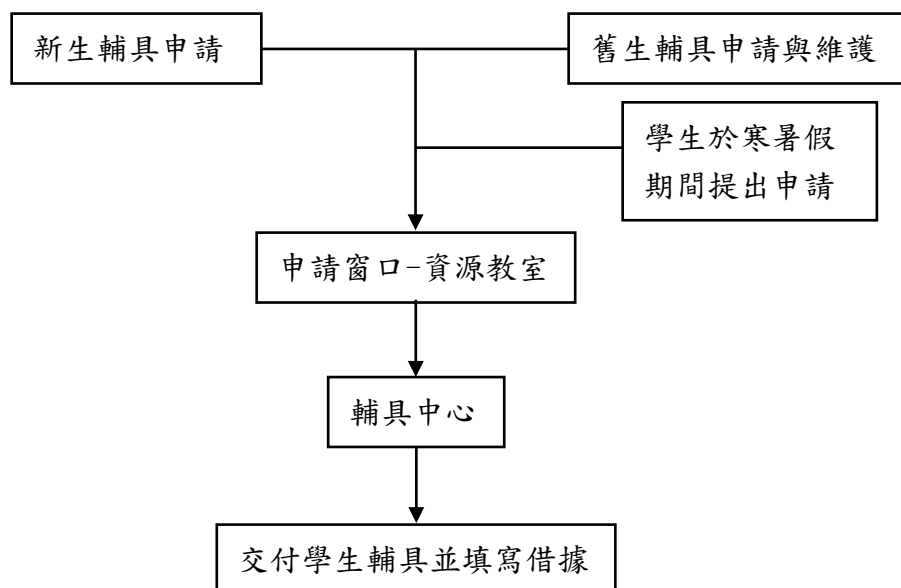 新生輔具申請
舊生輔具申請與維護
學生於寒暑假
期間提出申請
申請窗口-資源教室
輔具中心
交付學生輔具並填寫借據